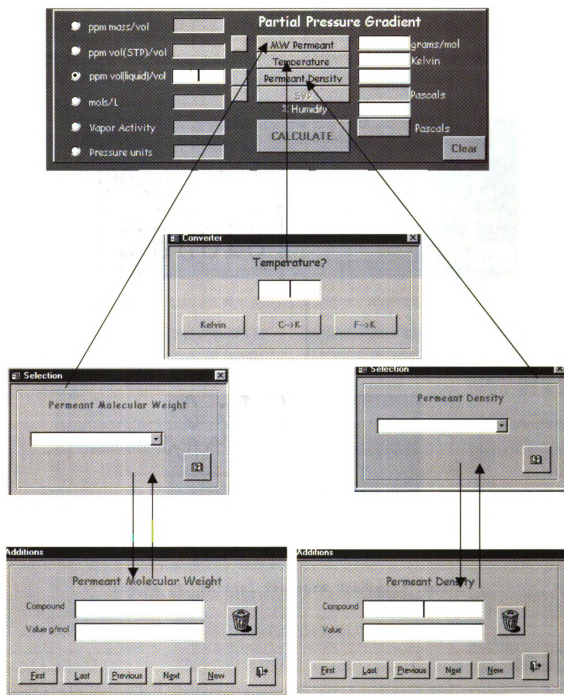 Partial Pressure Gradient
ppm mass/vol
MW Permeant
grams/mol
ppm vol(STP)/vol
Temperature
Kelvin
ppm vol(liquid)/vol
Permeant Density
mols/L
SVP
Pascals
% Humidity
Vapor Activity
CALCULATE
Pascals
Pressure units
Clear
Converter
Temperature?
Kelvin
C->K
F->K
Selection
Permeant Molecular Weight
Selection
Permeant Density
Additions
Permeant Molecular Weight
Compound
Value g/mol
First Last Previous Next New
Additions
Permeant Density
Compound
Value
First Last Previous Next New